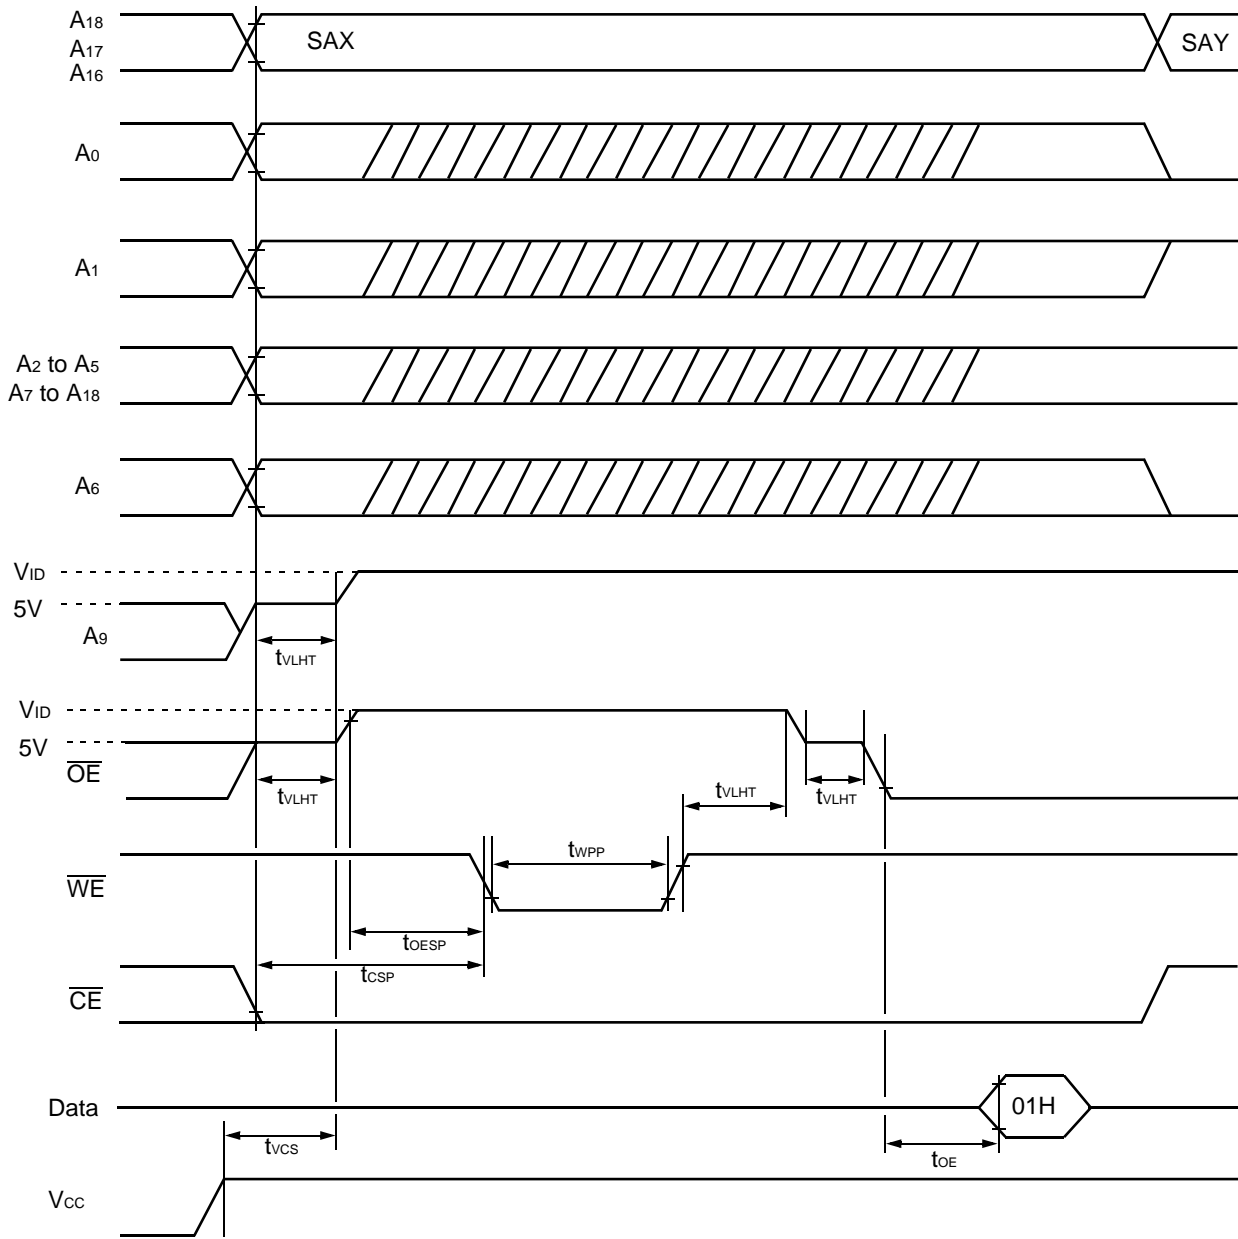 A18
A17
A16
SAX
SAY
A0
A1
A2 to A5
A7 to A18
A6
VID
5V
A9
tVLHT
VID
5V
OE
tVLHT
tVLHT
tVLHT
tWPP
WE
tOESP
tCSP
CE
Data
01H
tVCS
tOE
VCC